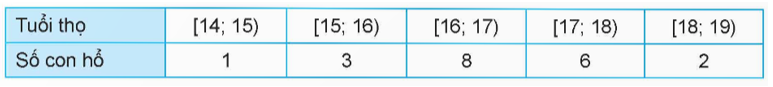 Tuổi thọ [14; 15) [15; 16) [16; 17) [17; 18) [18; 19)
Số con hổ 1 3 8 6 2